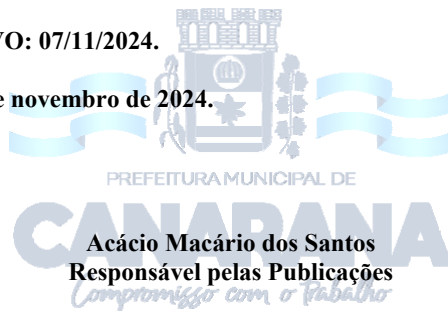 VO: 07/11/2024.
e novembro de 2024.
PREFEITURA MUNICIPAL DE
CANARANA
Acácio Macário dos Santos
Responsável pelas Publicações
Compromisso com o Trabalho